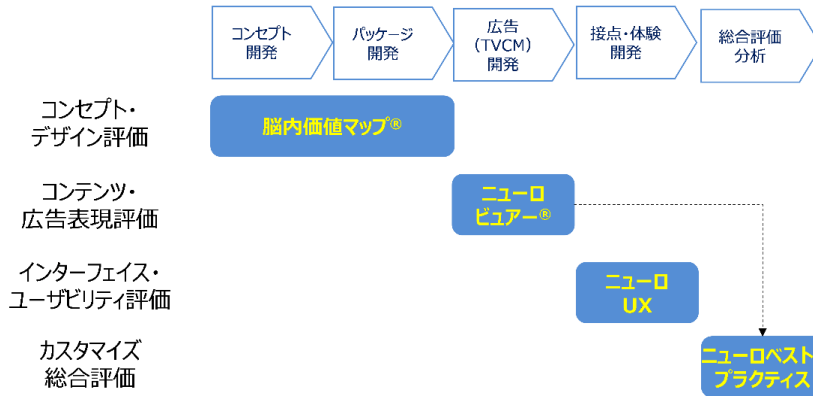 コンセプト
開発
パッケージ
開発
広告
(TVCM)
開発
接点・体験
開発
総合評価
分析
コンセプト・
デザイン評価
脳内価値マップ®
コンテンツ・
広告表現評価
ニューロ
ビュアー®
インターフェイス・
ユーザビリティ評価
ニューロ
UX
カスタマイズ
総合評価
ニューロベスト
プラクティス